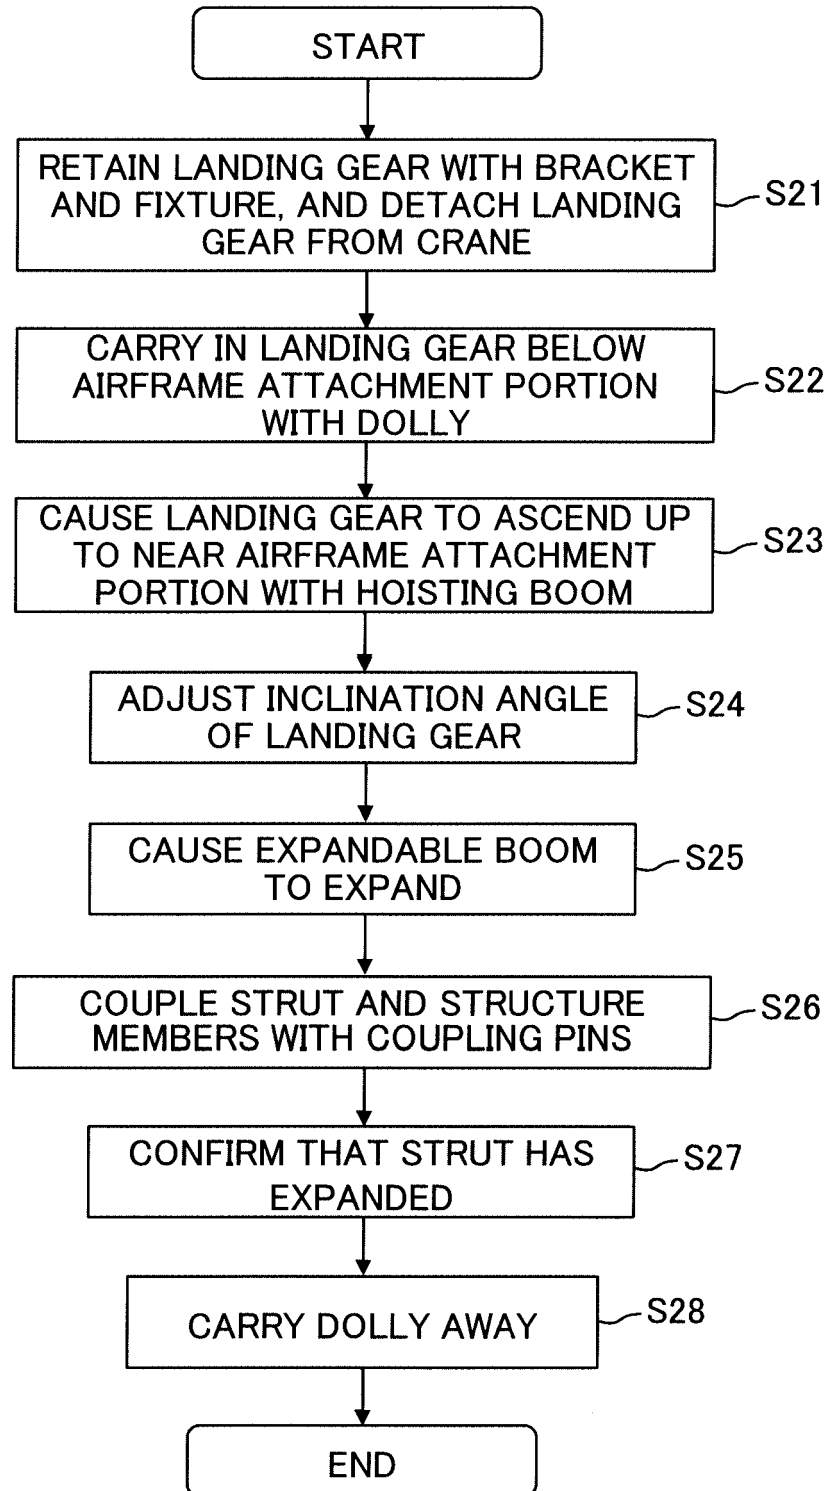 START
RETAIN LANDING GEAR WITH BRACKET
AND FIXTURE, AND DETACH LANDING
GEAR FROM CRANE
S21
CARRY IN LANDING GEAR BELOW
AIRFRAME ATTACHMENT PORTION
WITH DOLLY
S22
CAUSE LANDING GEAR TO ASCEND UP
TO NEAR AIRFRAME ATTACHMENT
PORTION WITH HOISTING BOOM
S23
ADJUST INCLINATION ANGLE
OF LANDING GEAR
S24
CAUSE EXPANDABLE BOOM
TO EXPAND
S25
COUPLE STRUT AND STRUCTURE
MEMBERS WITH COUPLING PINS
S26
CONFIRM THAT STRUT HAS
EXPANDED
S27
CARRY DOLLY AWAY
S28
END